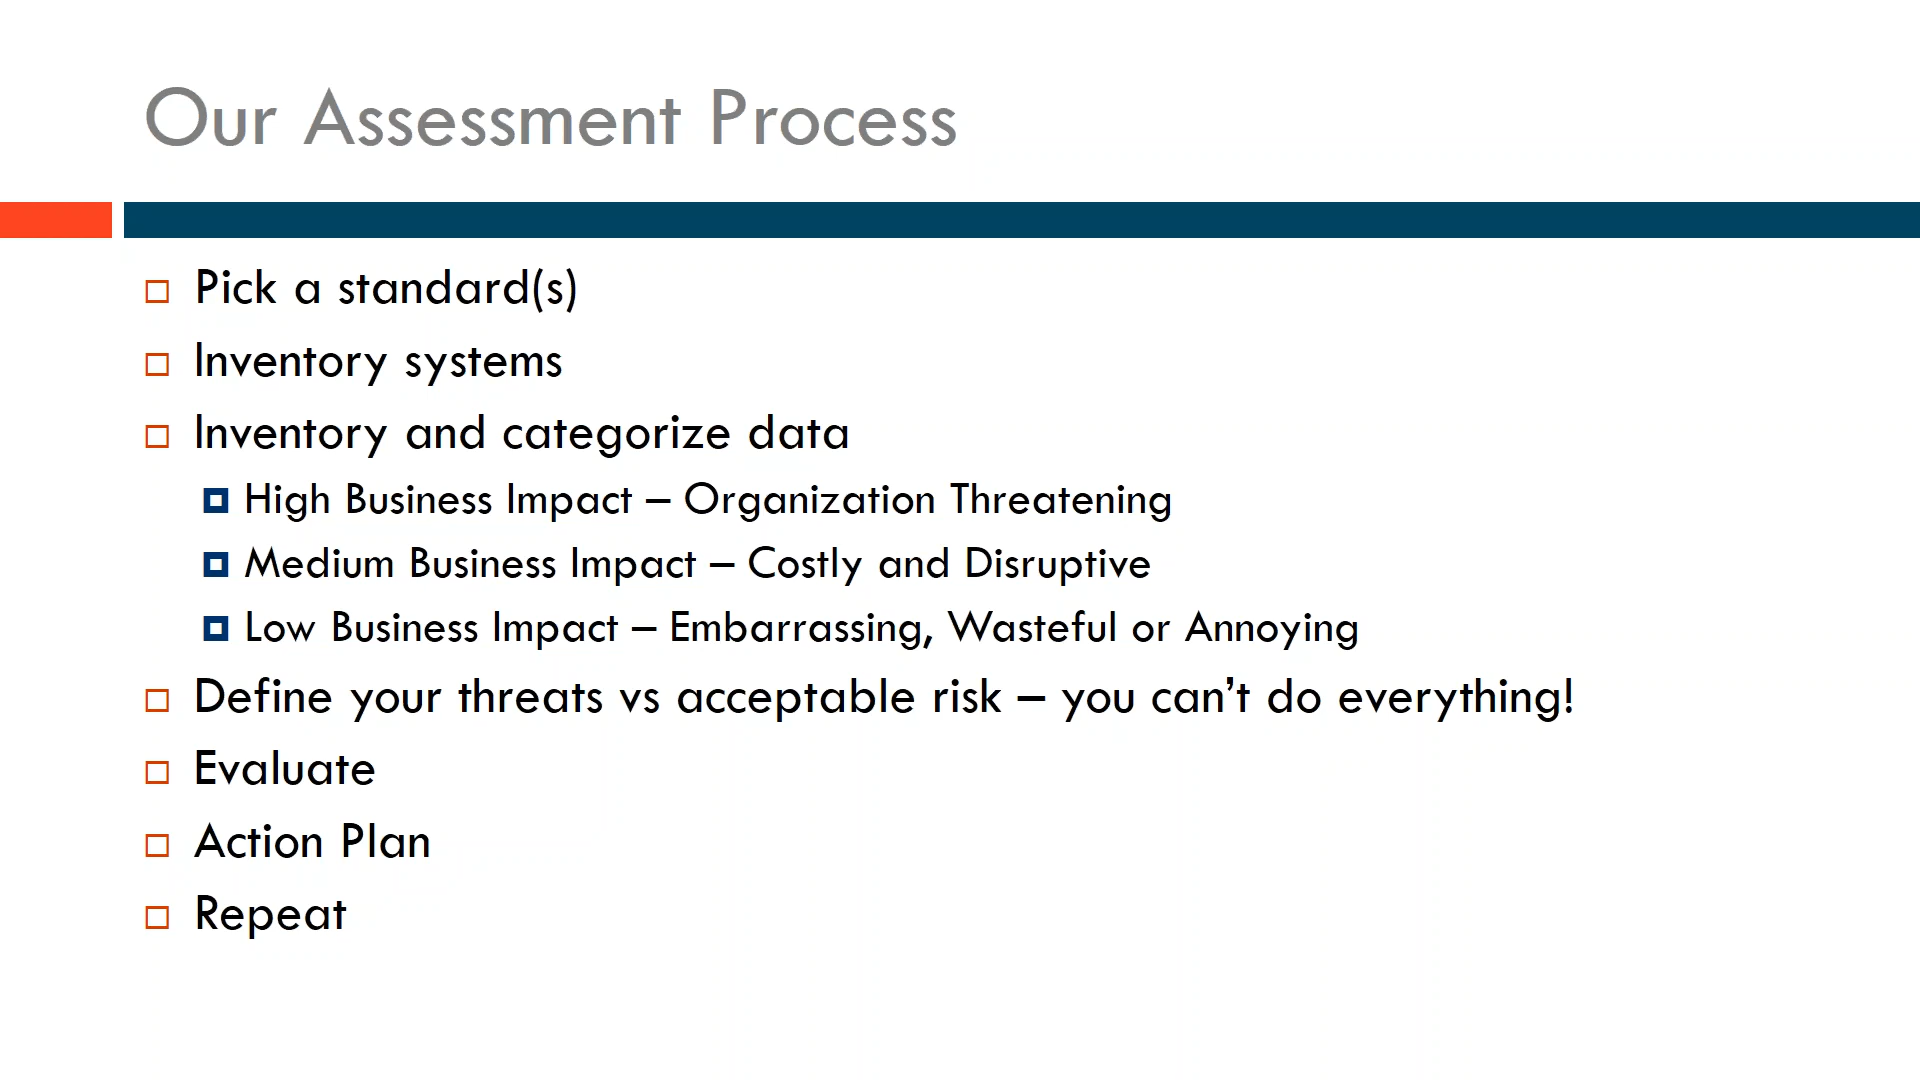 Our Assessment Process
Pick a standard(s)
Inventory systems
Inventory and categorize data
High Business Impact – Organization Threatening
Medium Business Impact – Costly and Disruptive
Low Business Impact – Embarrassing, Wasteful or Annoying
Define your threats vs acceptable risk – you can’t do everything!
Evaluate
Action Plan
Repeat